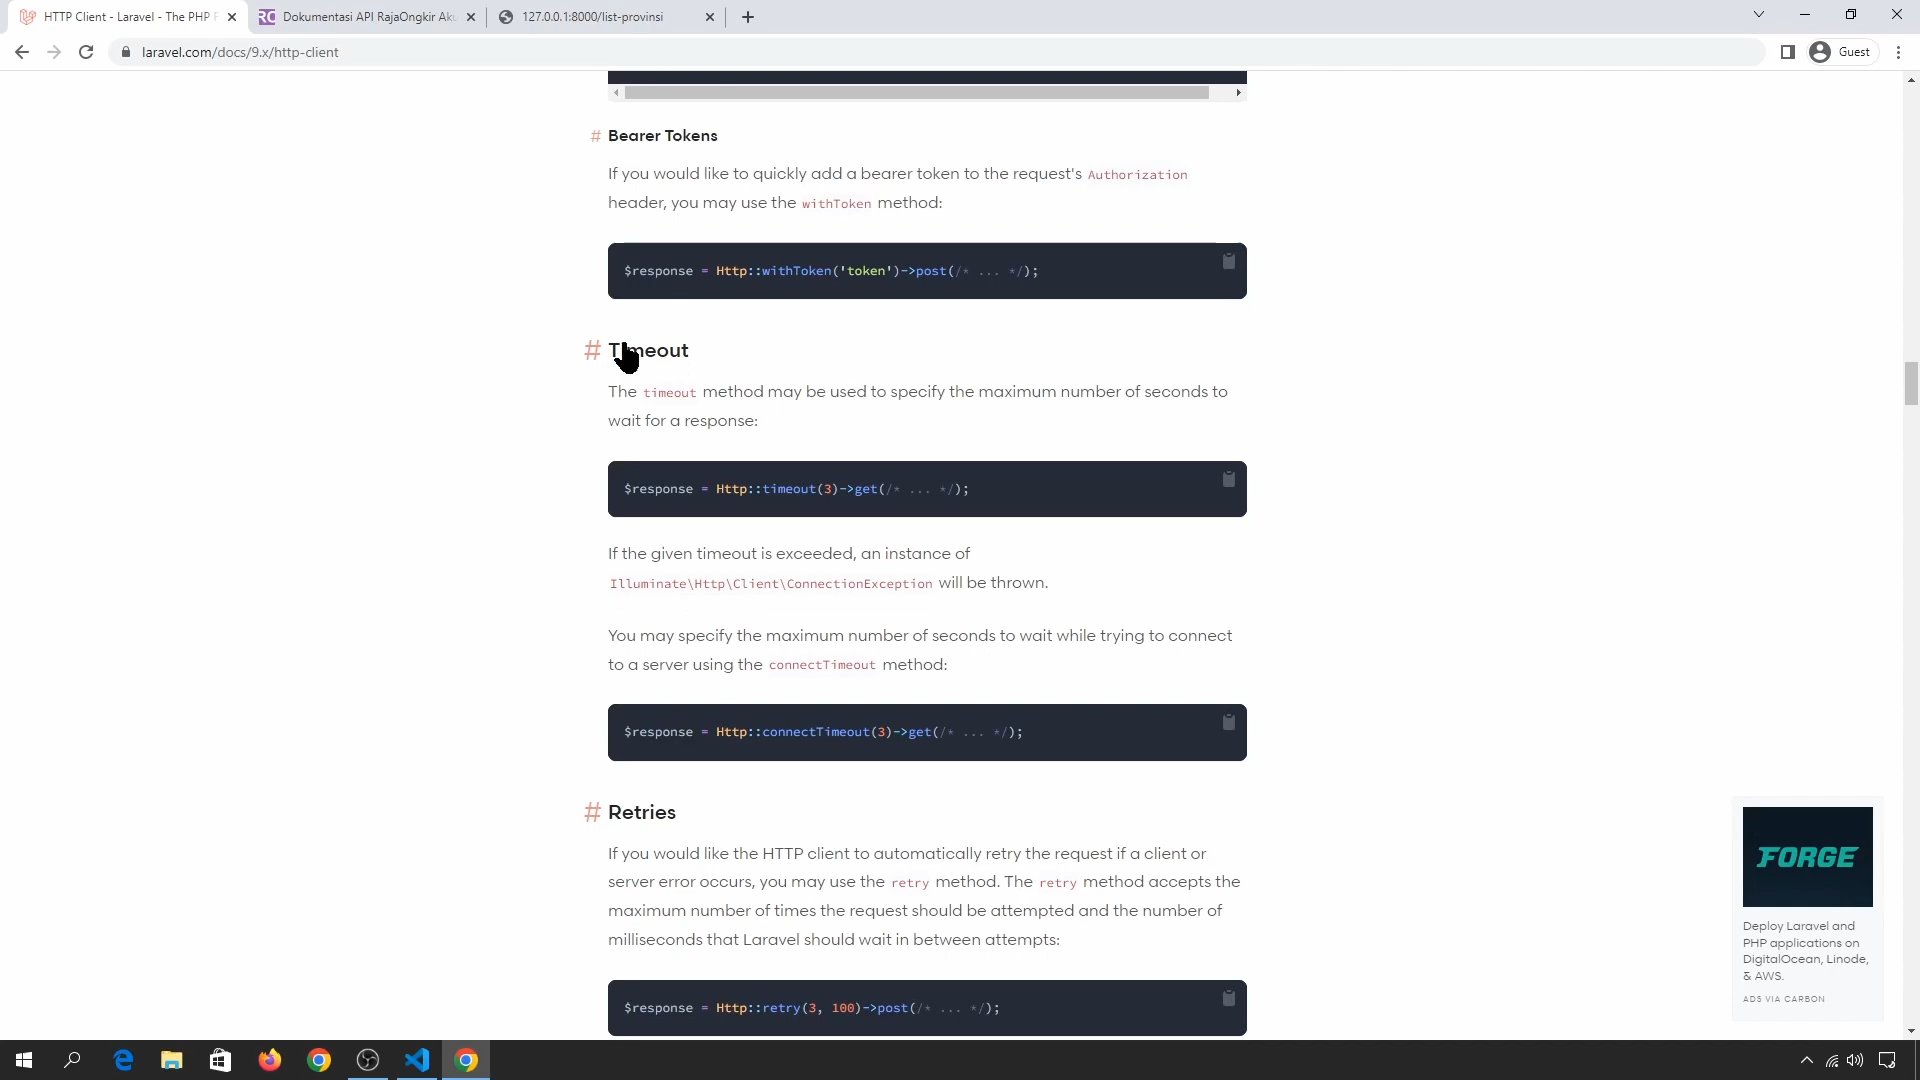 HTTP Client - Laravel - The PHP F
Dokumentasi API RajaOngkir Aku
127.0.0.1:8000/list-provinsi
laravel.com/docs/9.x/http-client
Guest
# Bearer Tokens
If you would like to quickly add a bearer token to the request's Authorization
header, you may use the withToken method:
$response = Http::withToken('token')->post(/* ... */);
# Timeout
The timeout method may be used to specify the maximum number of seconds to
wait for a response:
$response = Http::timeout(3)->get(/* ... */);
If the given timeout is exceeded, an instance of
Illuminate\Http\Client\ConnectionException will be thrown.
You may specify the maximum number of seconds to wait while trying to connect
to a server using the connectTimeout method:
$response = Http::connectTimeout(3)->get(/* ... */);
# Retries
If you would like the HTTP client to automatically retry the request if a client or
server error occurs, you may use the retry method. The retry method accepts the
maximum number of times the request should be attempted and the number of
milliseconds that Laravel should wait in between attempts:
$response = Http::retry(3, 100)->post(/* ... */);
FORGE
Deploy Laravel and
PHP applications on
DigitalOcean, Linode,
& AWS.
ADS VIA CARBON